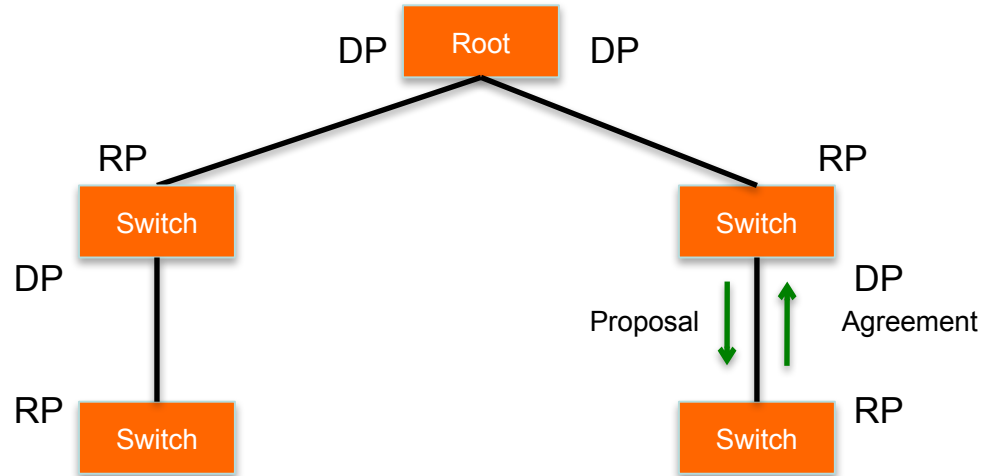 DP
Root
DP
RP
RP
Switch
Switch
DP
DP
Proposal
Agreement
RP
RP
Switch
Switch